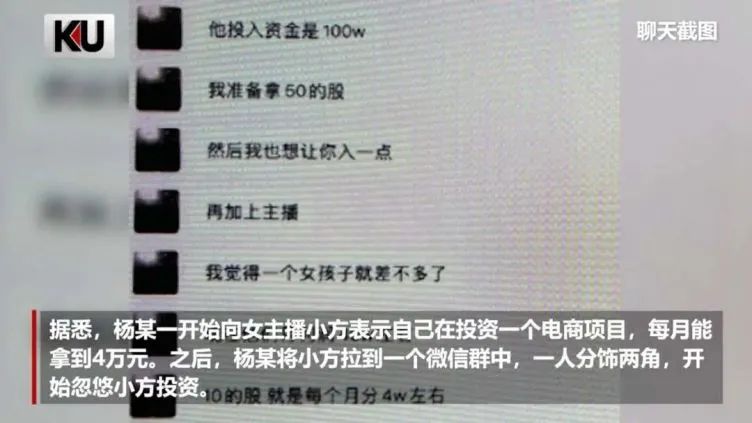 KU
聊天截图
他投入资金是100w
我准备拿50的股
然后我也想让你入一点
再加上主播
我觉得一个女孩子就差不多了
据悉，杨某一开始向女主播小方表示自己在投资一个电商项目，每月能
拿到4万元。之后，杨某将小方拉到一个微信群中，一人分饰两角，开
始忽悠小方投资。
10的股 就是每个月分4w左右